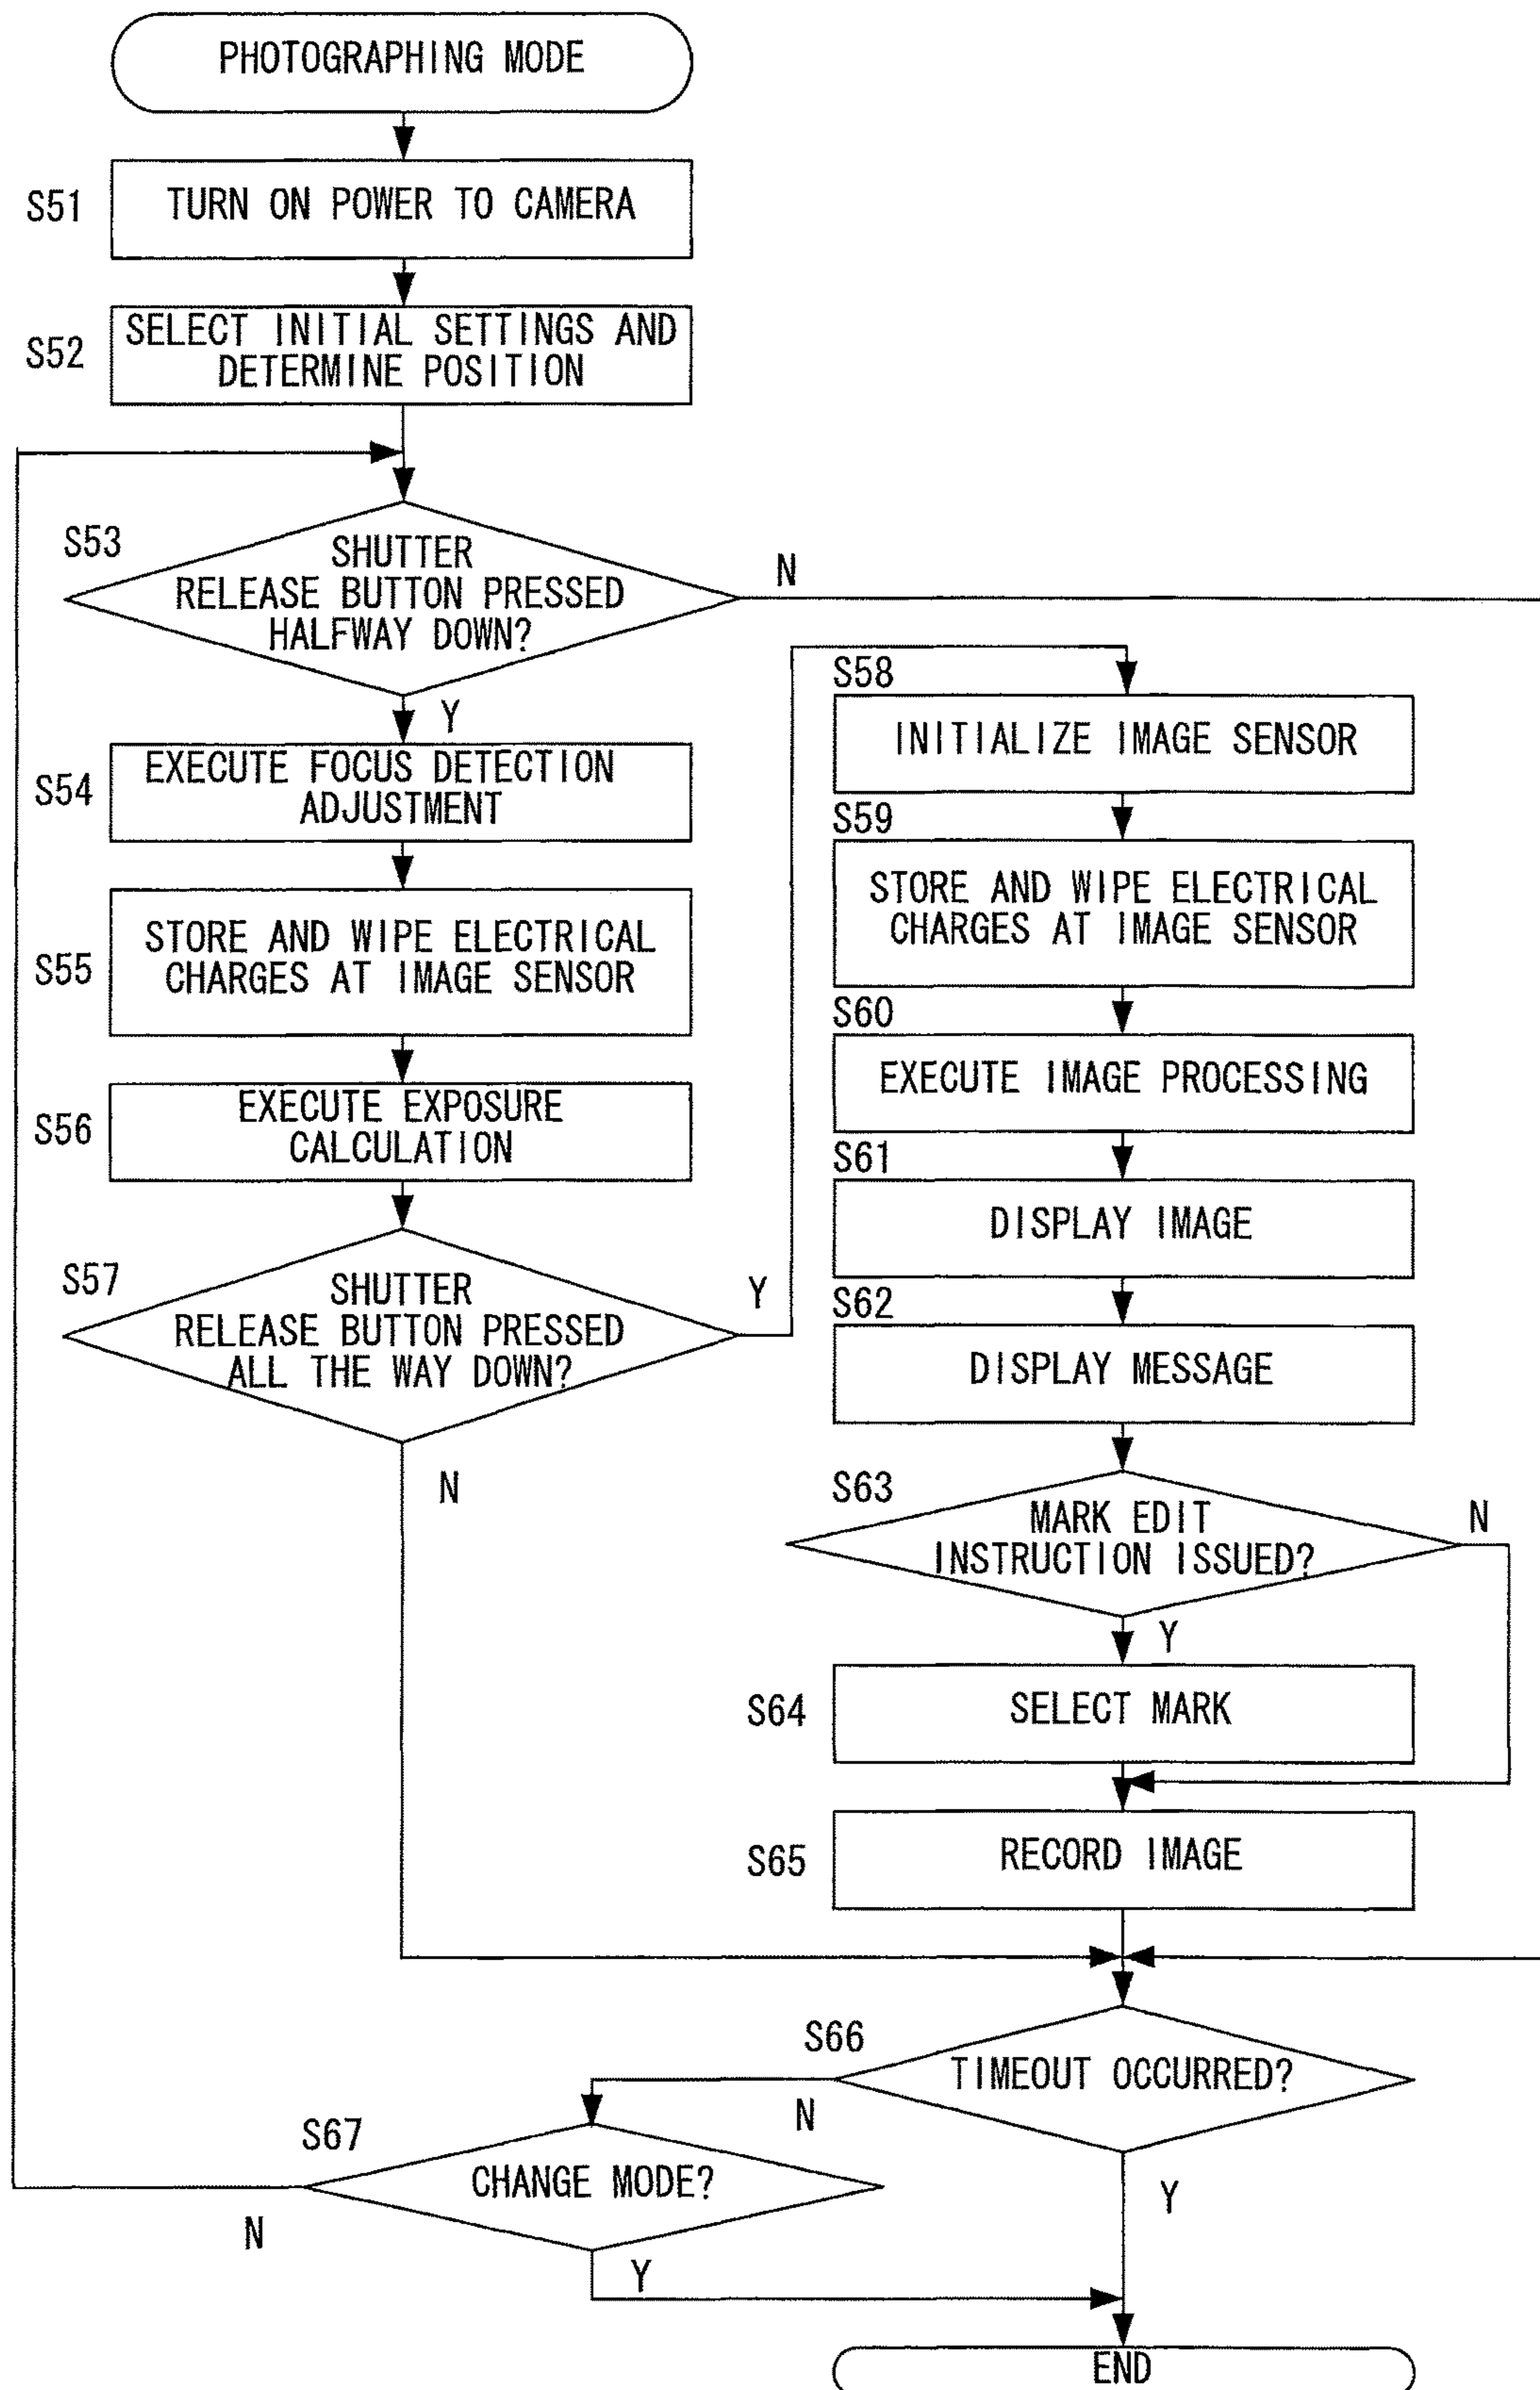 PHOTOGRAPHING MODE
S51
TURN ON POWER TO CAMERA
S52
SELECT INITIAL SETTINGS AND
DETERMINE POSITION
S53
SHUTTER
RELEASE BUTTON PRESSED
HALFWAY DOWN?
N
Y
S54
EXECUTE FOCUS DETECTION
ADJUSTMENT
S55
STORE AND WIPE ELECTRICAL
CHARGES AT IMAGE SENSOR
S56
EXECUTE EXPOSURE
CALCULATION
S57
SHUTTER
RELEASE BUTTON PRESSED
ALL THE WAY DOWN?
Y
N
S58
INITIALIZE IMAGE SENSOR
S59
STORE AND WIPE ELECTRICAL
CHARGES AT IMAGE SENSOR
S60
EXECUTE IMAGE PROCESSING
S61
DISPLAY IMAGE
S62
DISPLAY MESSAGE
S63
MARK EDIT
INSTRUCTION ISSUED?
N
Y
S64
SELECT MARK
S65
RECORD IMAGE
S66
TIMEOUT OCCURRED?
N
Y
S67
CHANGE MODE?
N
Y
END